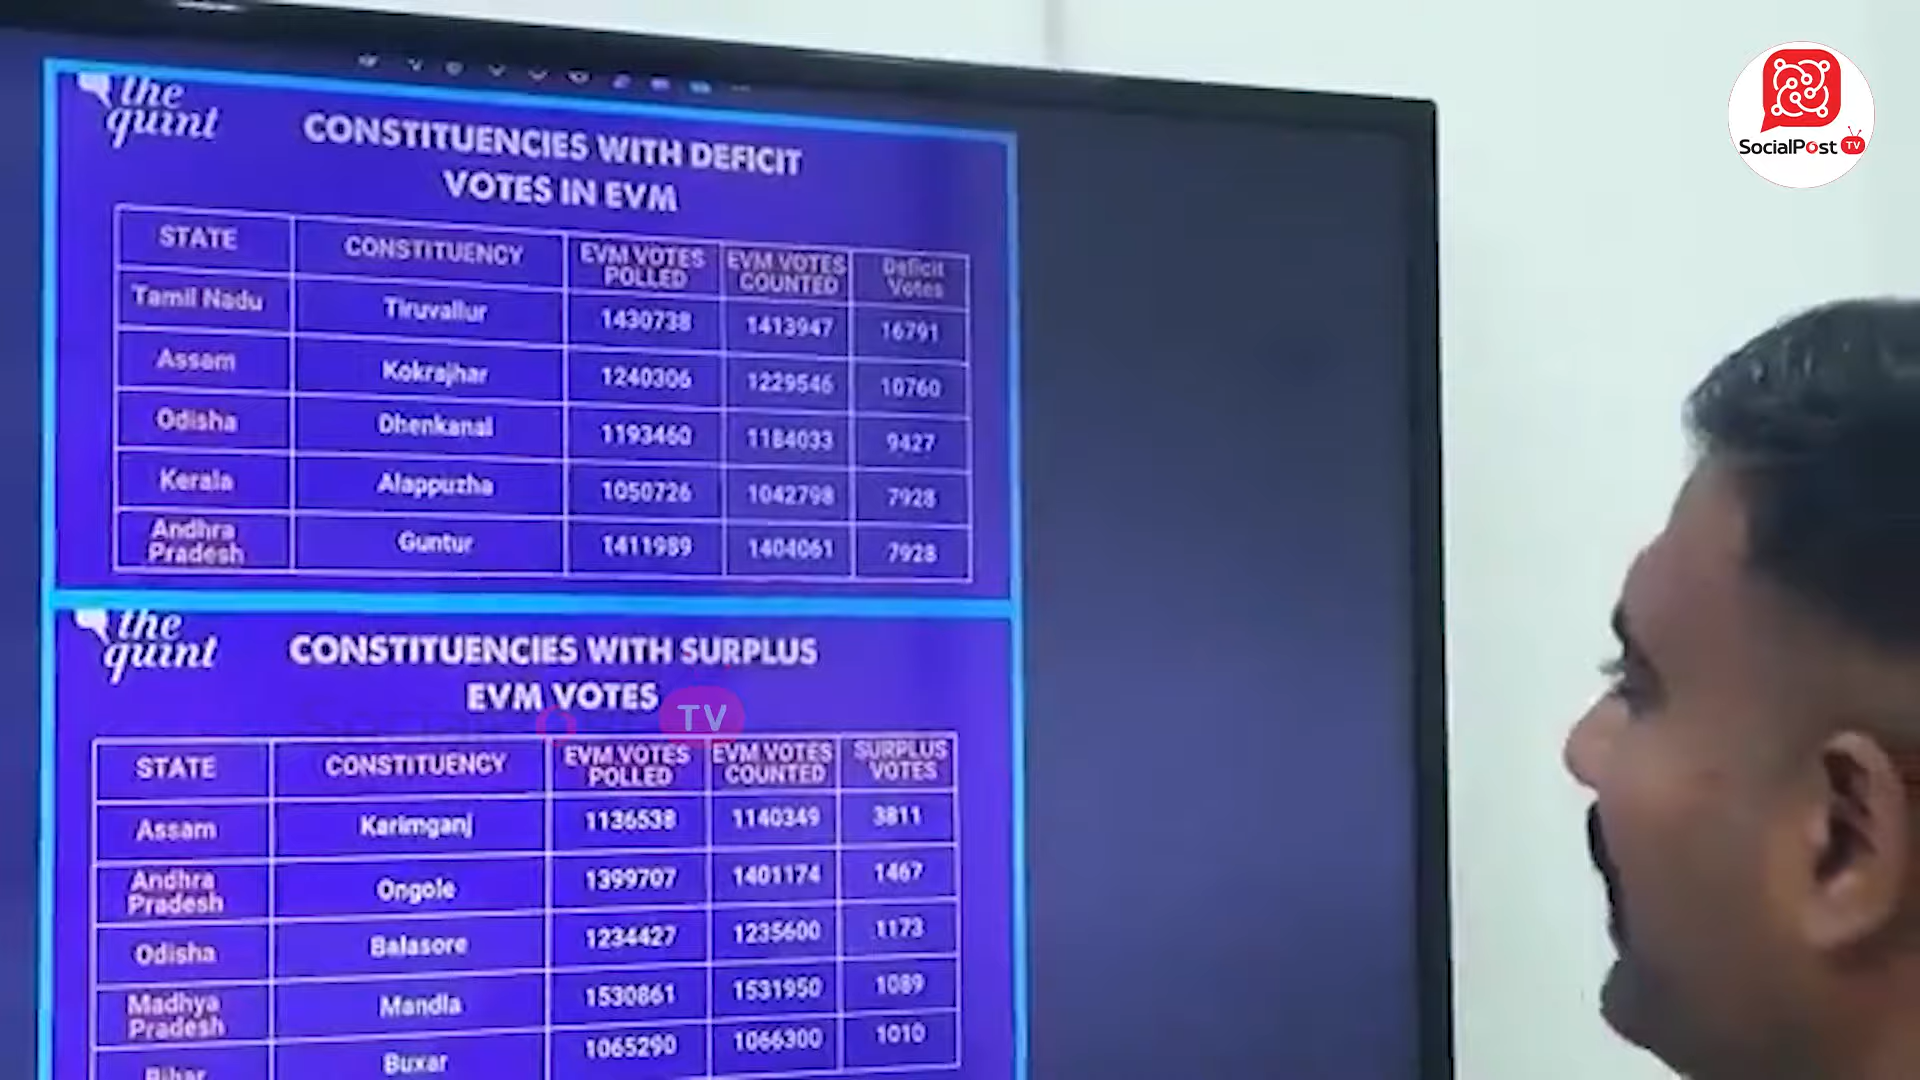 SocialPost TV
the
quint
CONSTITUENCIES WITH DEFICIT
VOTES IN EVM
STATE CONSTITUENCY EVM VOTES POLLED EVM VOTES COUNTED Deficit Votes
Tamil Nadu Tiruvallur 1430738 1413947 16791
Assam Kokrajhar 1240306 1229546 10760
Odisha Dhenkanal 1193460 1184033 9427
Kerala Alappuzha 1050726 1042798 7928
Andhra Pradesh Guntur 1411989 1404061 7928
the
quint
CONSTITUENCIES WITH SURPLUS
EVM VOTES
TV
STATE CONSTITUENCY EVM VOTES POLLED EVM VOTES COUNTED SURPLUS VOTES
Assam Karimganj 1136538 1140349 3811
Andhra Pradesh Ongole 1399707 1401174 1467
Odisha Balasore 1234427 1235600 1173
Madhya Pradesh Mandla 1530861 1531950 1089
Bihar Buxar 1065290 1066300 1010